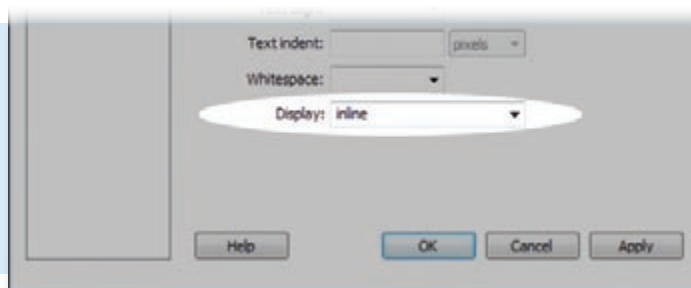 Text indent: pixels
Whitespace:
Display: inline
Help OK Cancel Apply